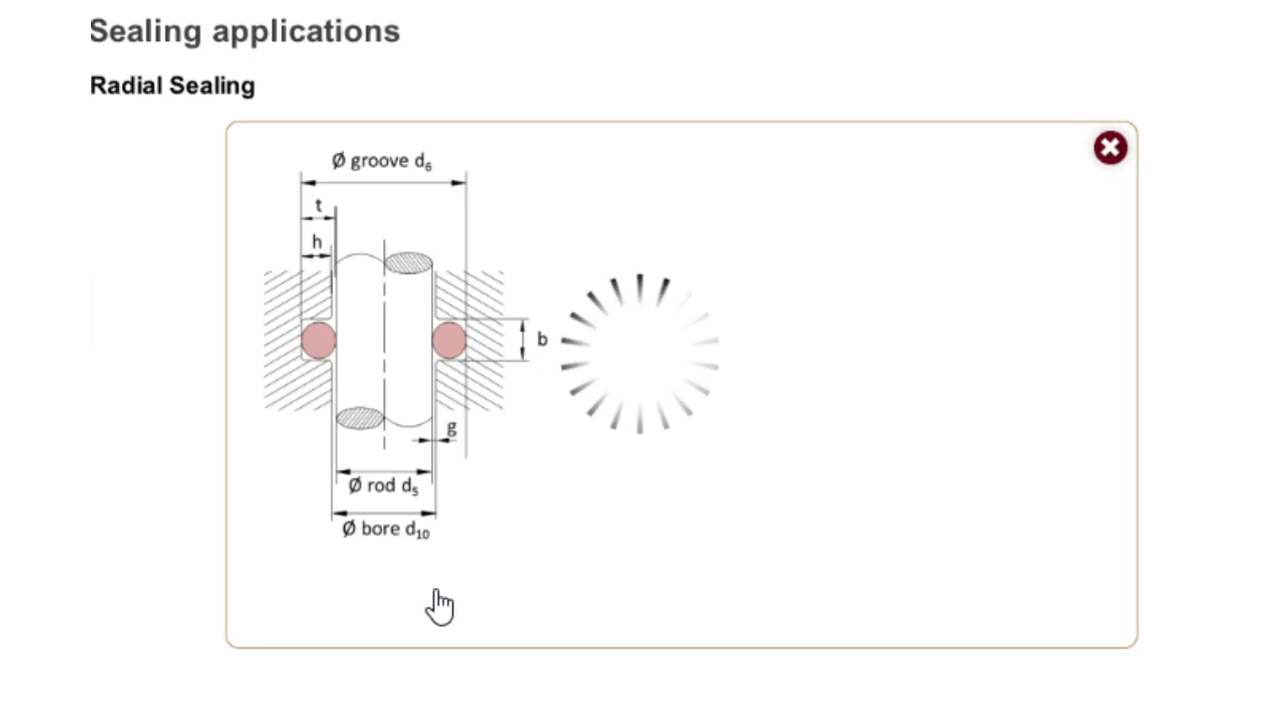 Sealing applications
Radial Sealing
Ø groove d₆
t
h
b
g
Ø rod d₅
Ø bore d₁₀